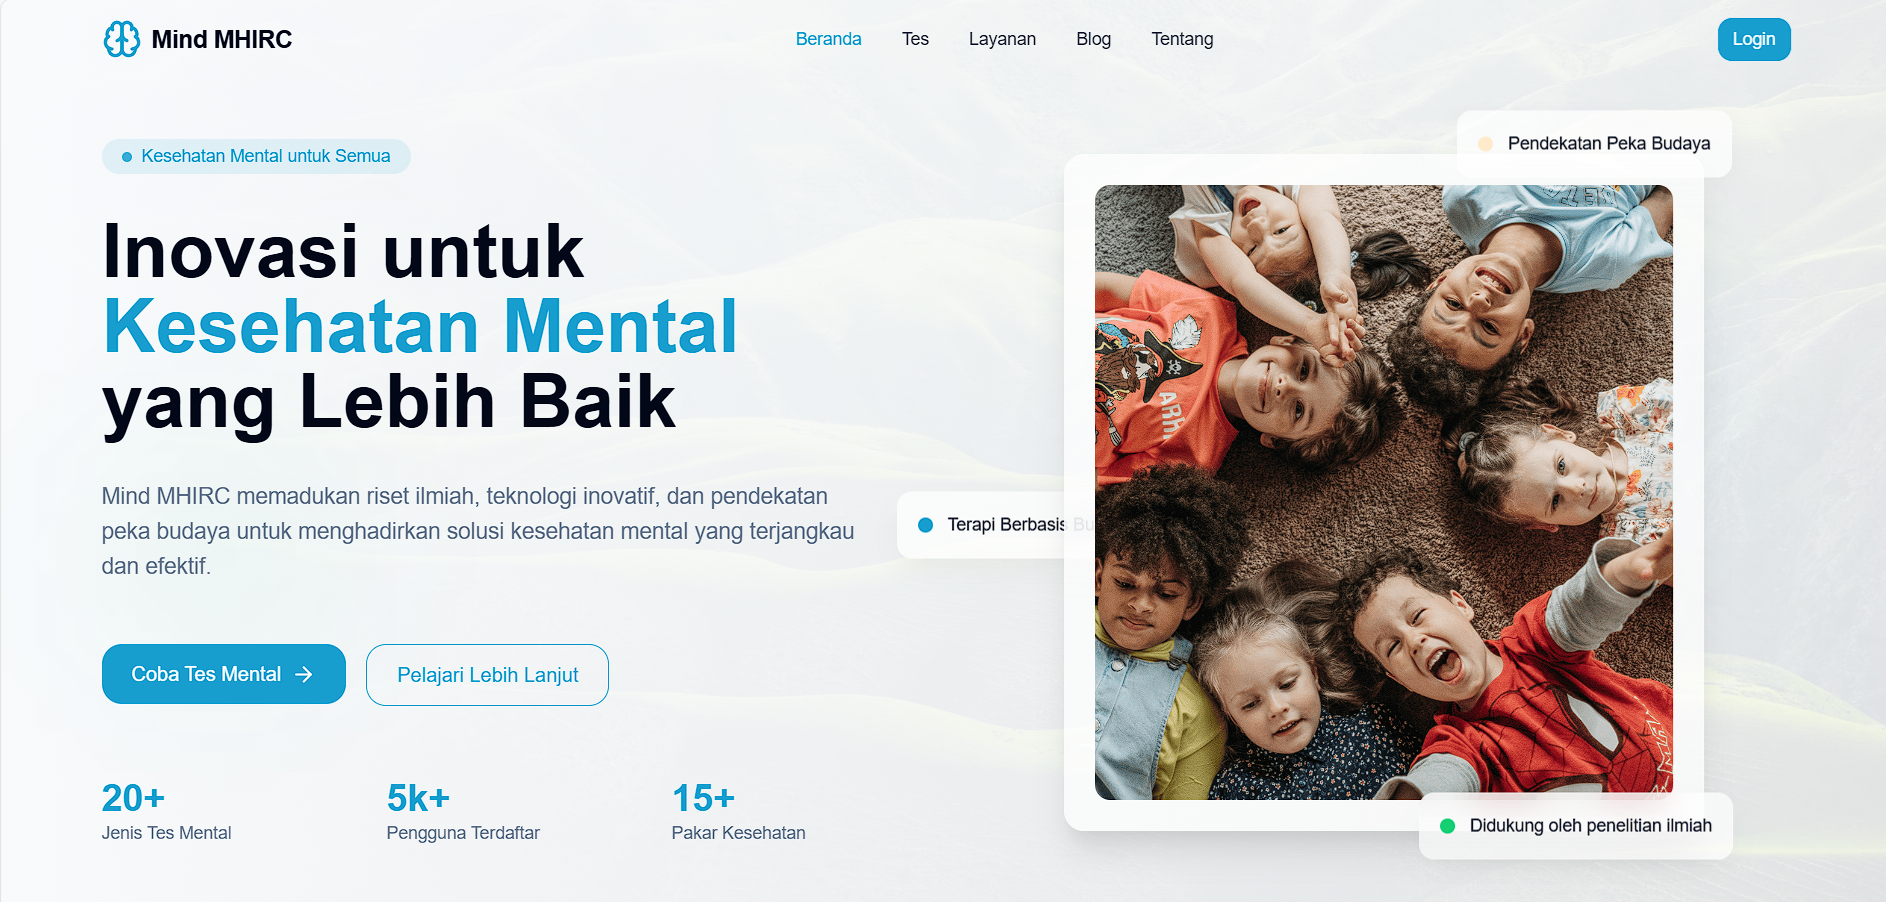 Mind MHIRC
Beranda
Tes
Layanan
Blog
Tentang
Login
Kesehatan Mental untuk Semua
Inovasi untuk
Kesehatan Mental
yang Lebih Baik
Mind MHIRC memadukan riset ilmiah, teknologi inovatif, dan pendekatan
peka budaya untuk menghadirkan solusi kesehatan mental yang terjangkau
dan efektif.
Coba Tes Mental
Pelajari Lebih Lanjut
20+
Jenis Tes Mental
5k+
Pengguna Terdaftar
15+
Pakar Kesehatan
Pendekatan Peka Budaya
Terapi Berbasis
Didukung oleh penelitian ilmiah